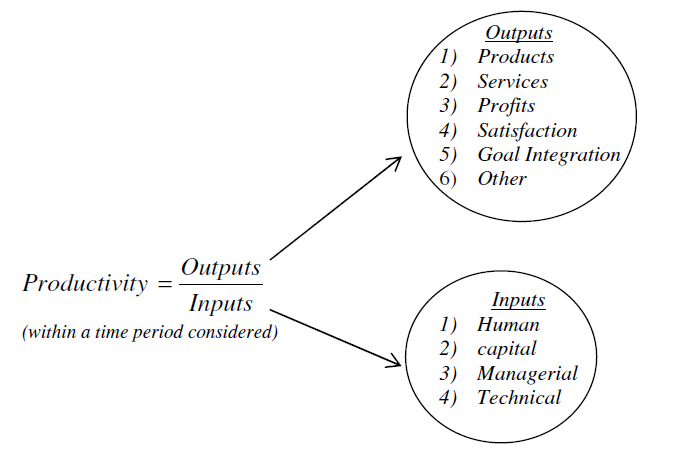 Outputs
1) Products
2) Services
3) Profits
4) Satisfaction
5) Goal Integration
6) Other
Productivity = Outputs / Inputs
(within a time period considered)
Inputs
1) Human
2) capital
3) Managerial
4) Technical